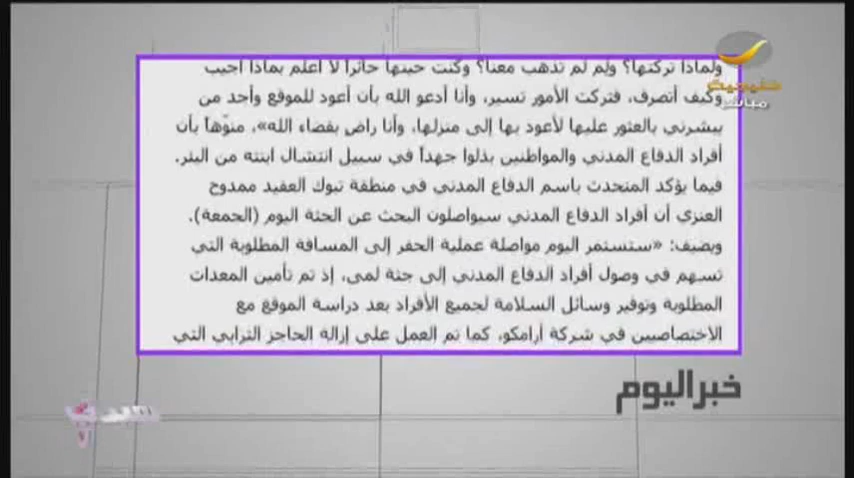 ولماذا تركتها؟ ولم لم تذهب معنا؟ وكنت حينها حائراً لا أعلم بماذا أجيب
وكيف أتصرف، فتركت الأمور تسير، وأنا أدعو الله بأن أعود للموقع وأجد من
يبشرني بالعثور عليها لأعود بها إلى منزلها، وأنا راضٍ بقضاء الله»، منوّهاً بأن
أفراد الدفاع المدني والمواطنين بذلوا جهداً في سبيل انتشال ابنته من البئر.
فيما يؤكد المتحدث باسم الدفاع المدني في منطقة تبوك العقيد ممدوح
العنزي أن أفراد الدفاع المدني سيواصلون البحث عن الجثة اليوم (الجمعة).
ويضيف: «ستستمر اليوم مواصلة عملية الحفر إلى المسافة المطلوبة التي
تسهم في وصول أفراد الدفاع المدني إلى جثة لمى، إذ تم تأمين المعدات
المطلوبة وتوفير وسائل السلامة لجميع الأفراد بعد دراسة الموقع مع
الاختصاصيين في شركة أرامكو، كما تم العمل على إزالة الحاجز الترابي التي
خليجية
مباشر
خبر اليوم